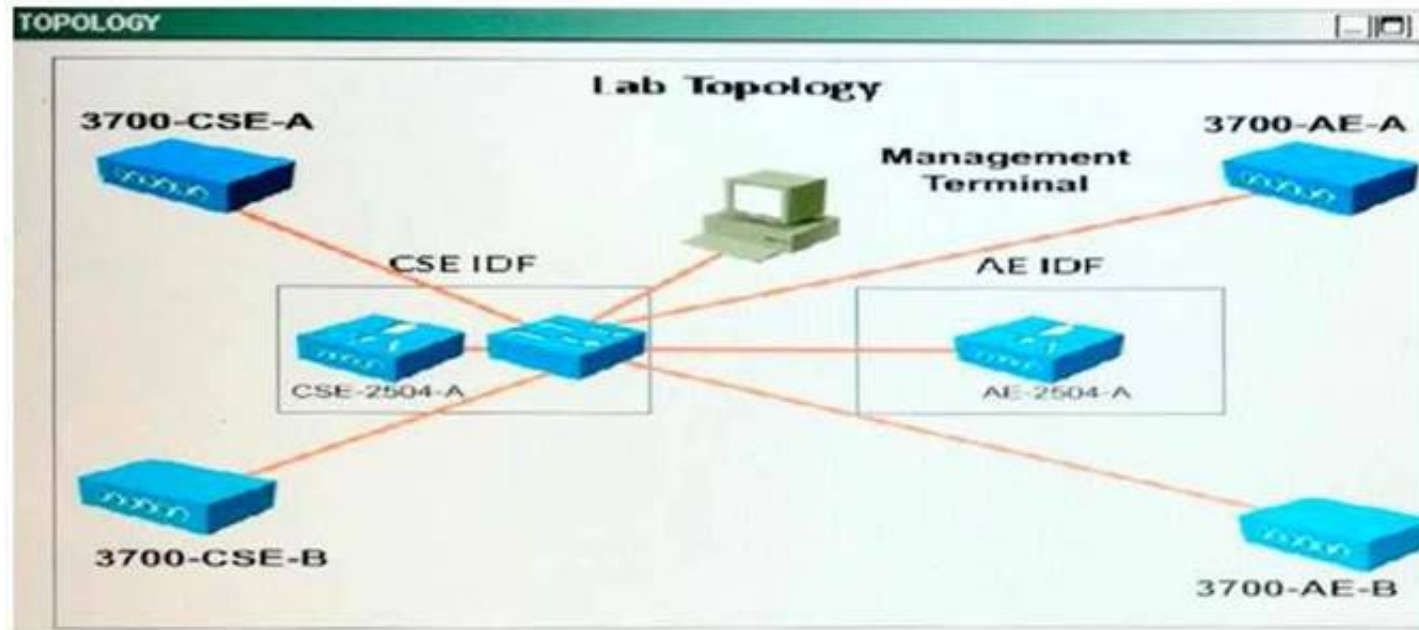 TOPOLOGY
Lab Topology
3700-CSE-A
3700-AE-A
Management
Terminal
CSE IDF
AE IDF
CSE-2504-A
AE-2504-A
3700-CSE-B
3700-AE-B